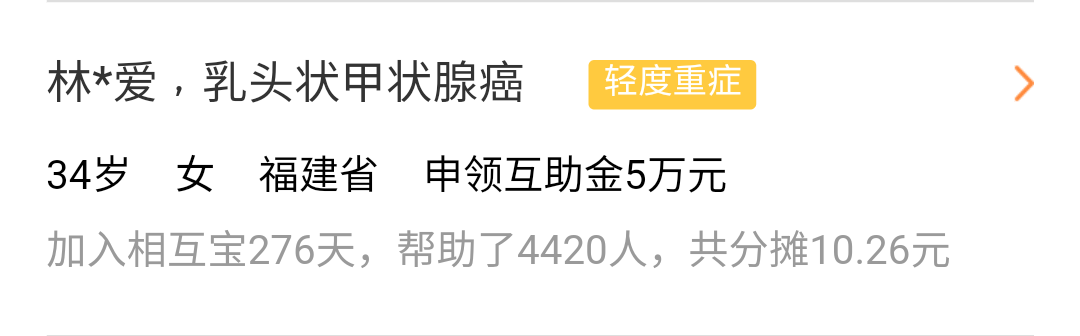 林*爱，乳头状甲状腺癌 轻度重症
34岁 女 福建省 申领互助金5万元
加入相互宝276天，帮助了4420人，共分摊10.26元